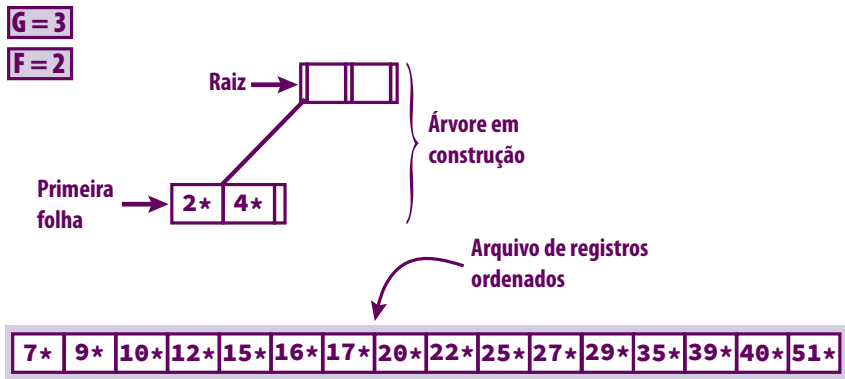 G = 3
F = 2
Raiz
Árvore em
construção
Primeira
folha
2* 4*
Arquivo de registros
ordenados
7* 9* 10* 12* 15* 16* 17* 20* 22* 25* 27* 29* 35* 39* 40* 51*